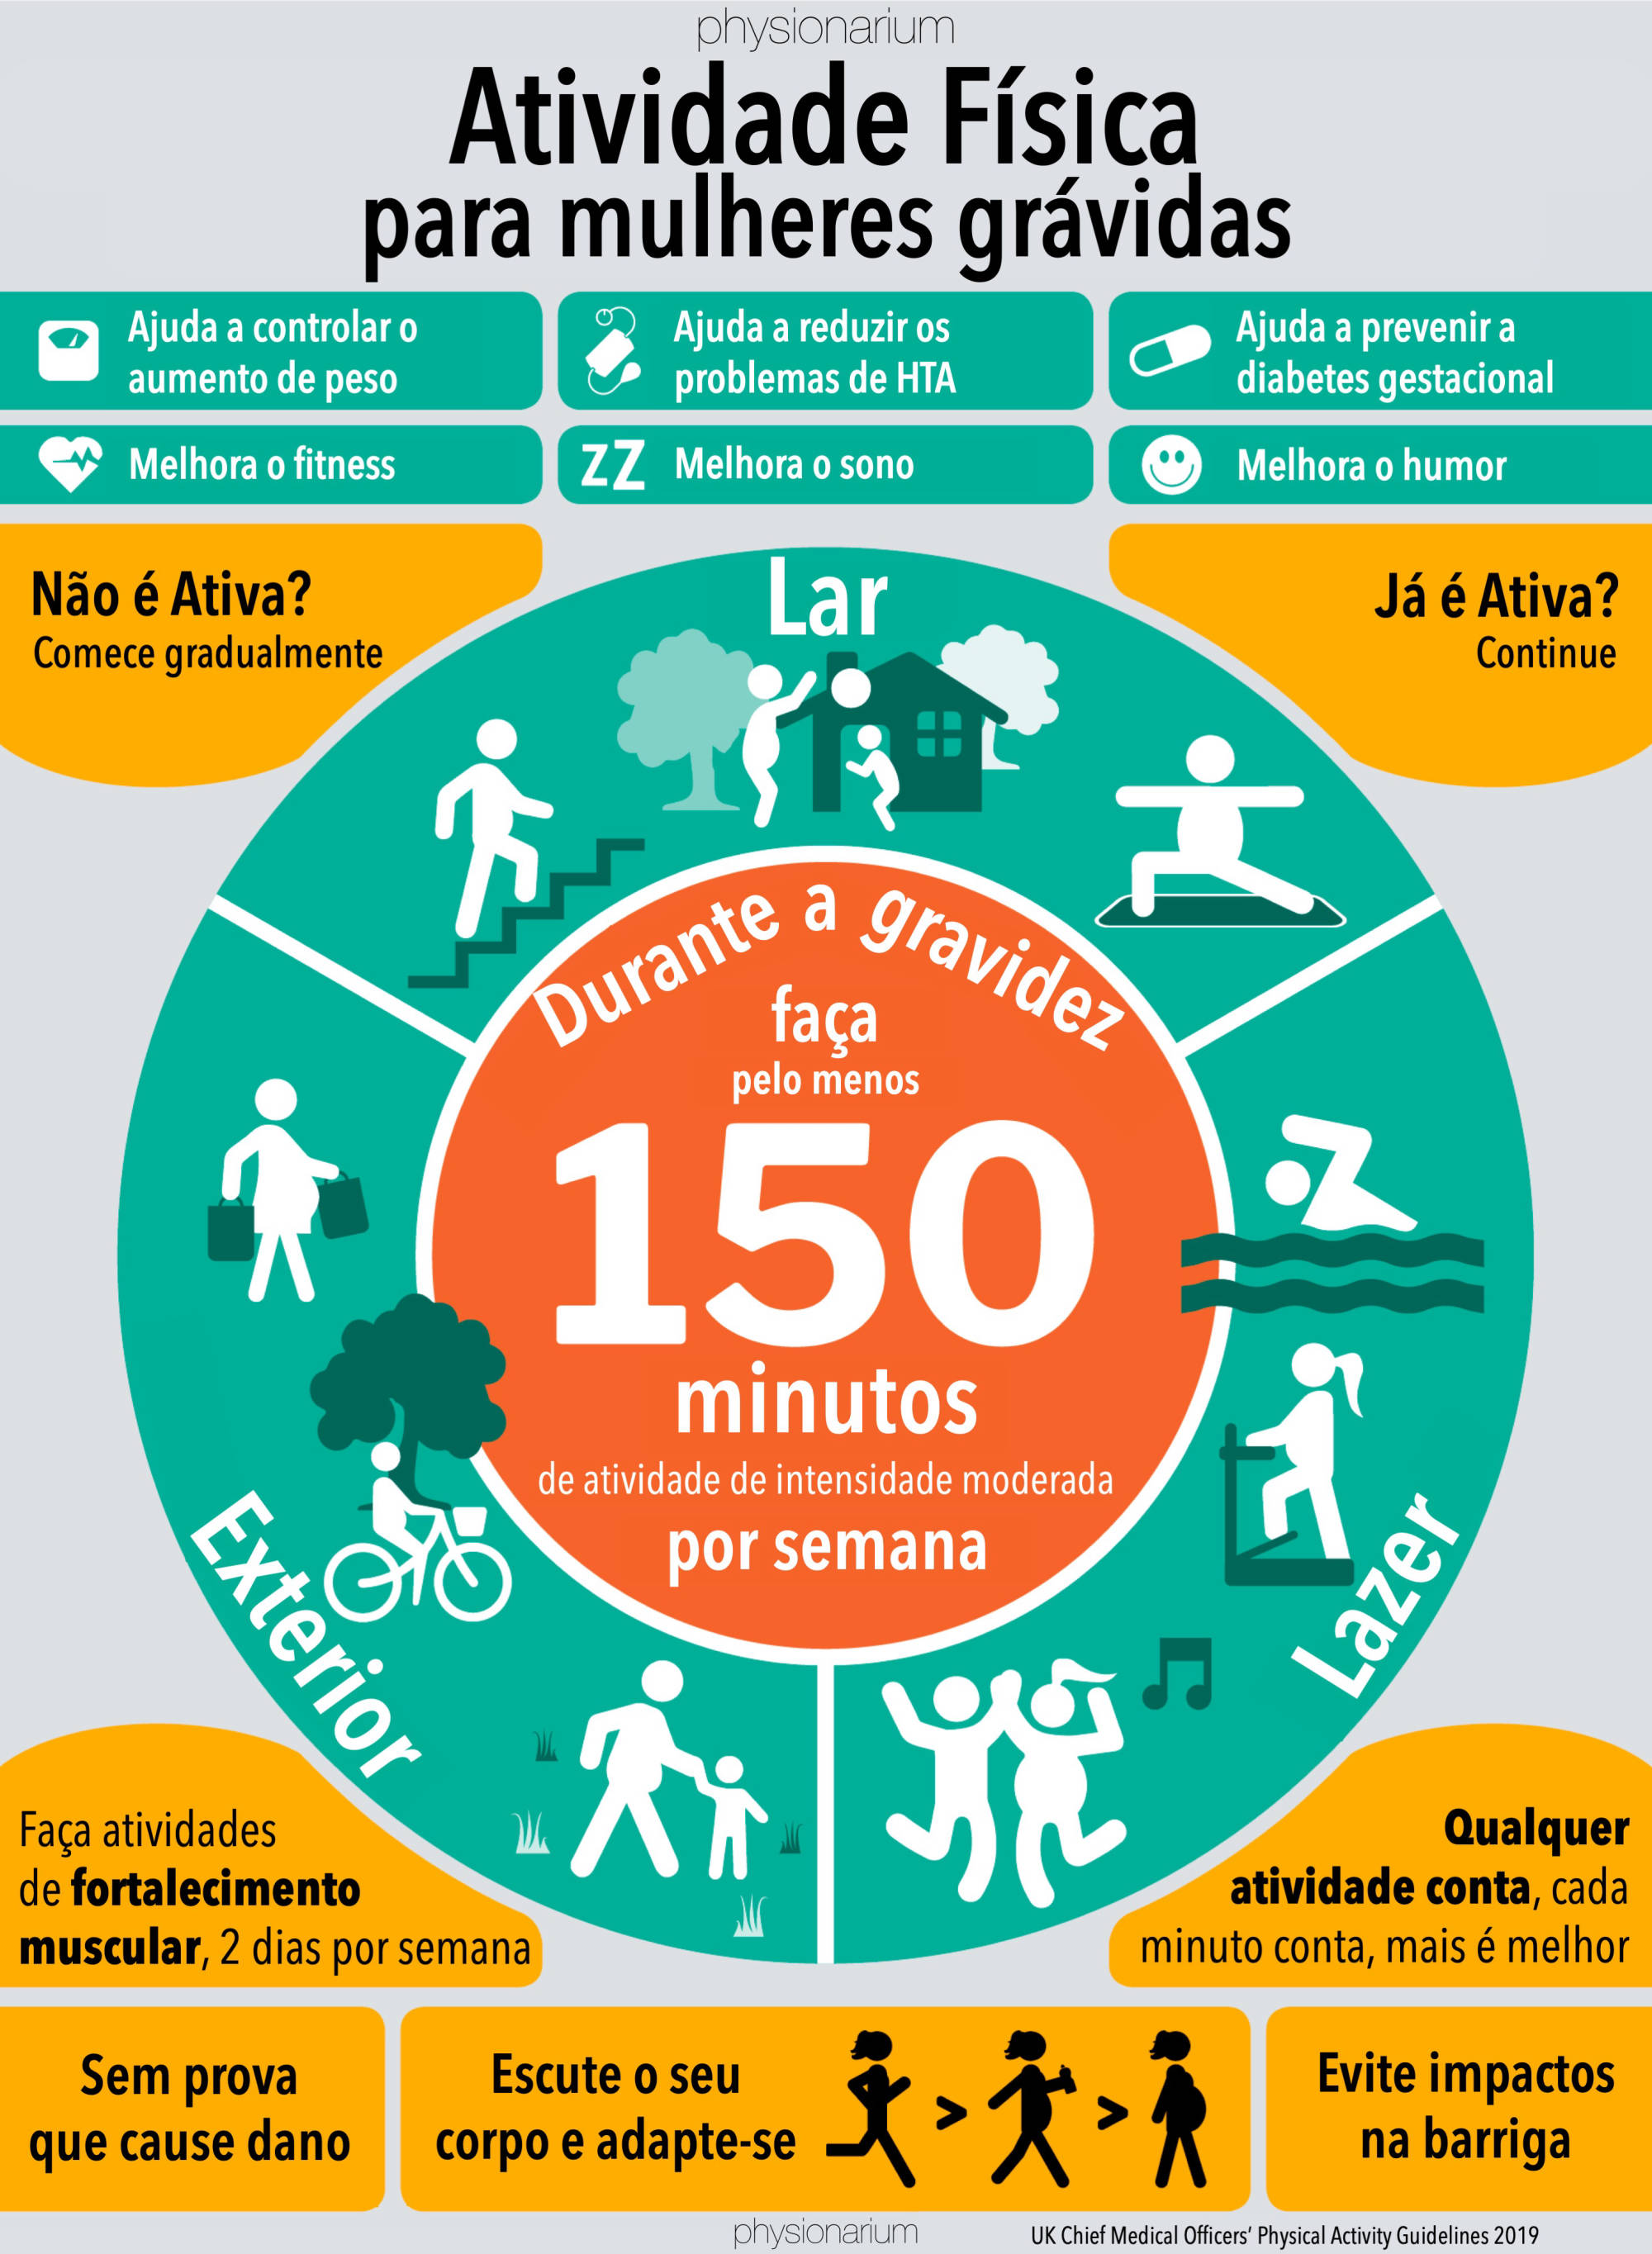 physionarium
Atividade Física
para mulheres grávidas
Ajuda a controlar o
aumento de peso
Ajuda a reduzir os
problemas de HTA
Ajuda a prevenir a
diabetes gestacional
Melhora o fitness
ZZ Melhora o sono
Melhora o humor
Não é Ativa?
Comece gradualmente
Já é Ativa?
Continue
Lar
Durante a gravidez
faça
pelo menos
150
minutos
de atividade de intensidade moderada
por semana
Exterior
Lazer
Faça atividades
de fortalecimento
muscular, 2 dias por semana
Qualquer
atividade conta, cada
minuto conta, mais é melhor
Sem prova
que cause dano
Escute o seu
corpo e adapte-se
> >
Evite impactos
na barriga
physionarium
UK Chief Medical Officers' Physical Activity Guidelines 2019